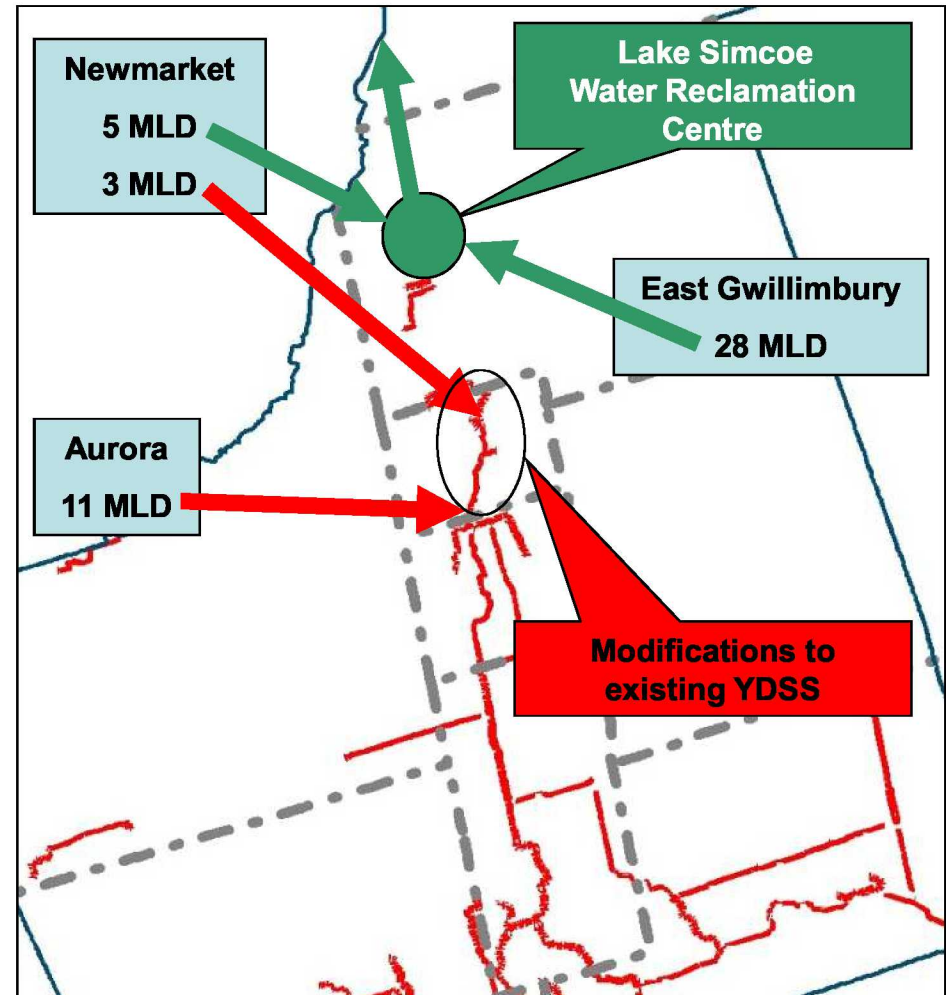 Newmarket
5 MLD
3 MLD
Lake Simcoe
Water Reclamation
Centre
East Gwillimbury
28 MLD
Aurora
11 MLD
Modifications to
existing YDSS